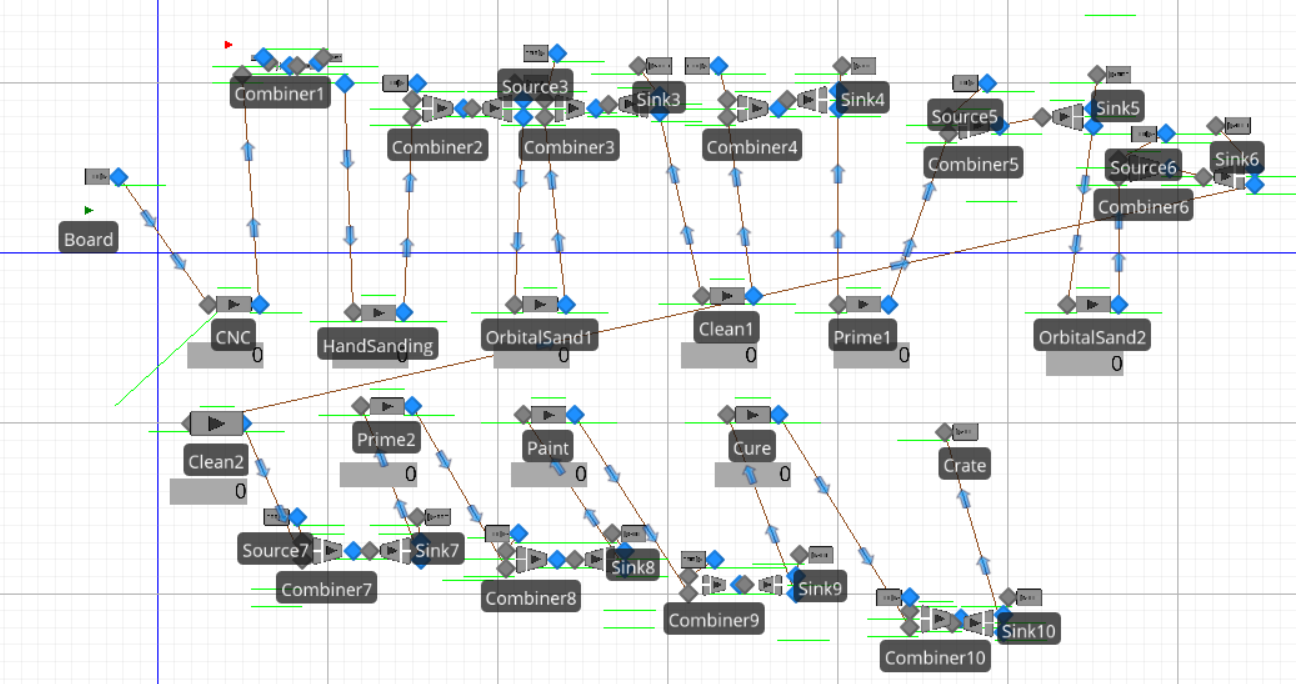 Source3
Combiner1
Sink3
Sink4
Sink5
Source5
Combiner2
Combiner3
Combiner4
Combiner5
Source6
Sink6
Combiner6
Board
CNC
0
HandSanding
0
OrbitalSand1
0
Clean1
0
Prime1
0
OrbitalSand2
0
Clean2
0
Prime2
0
Paint
0
Cure
0
Crate
Source7
Sink7
Combiner7
Sink8
Combiner8
Sink9
Combiner9
Sink10
Combiner10